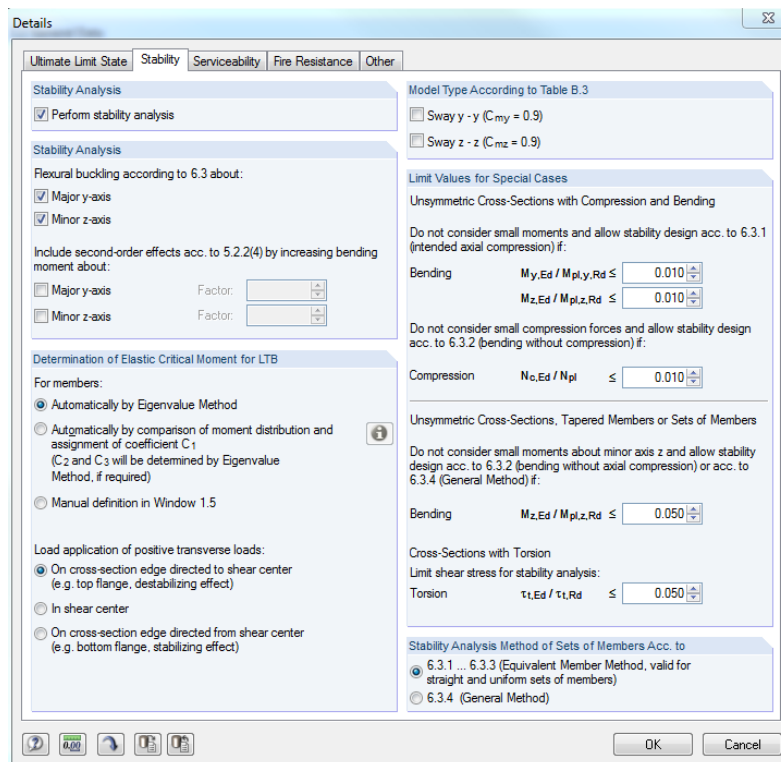 Details
Ultimate Limit State Stability Serviceability Fire Resistance Other
Stability Analysis
Perform stability analysis
Stability Analysis
Flexural buckling according to 6.3 about:
Major y-axis
Minor z-axis
Include second-order effects acc. to 5.2.2(4) by increasing bending
moment about:
Major y-axis Factor:
Minor z-axis Factor:
Determination of Elastic Critical Moment for LTB
For members:
Automatically by Eigenvalue Method
Automatically by comparison of moment distribution and
assignment of coefficient C1
(C2 and C3 will be determined by Eigenvalue
Method, if required)
Manual definition in Window 1.5
Load application of positive transverse loads:
On cross-section edge directed to shear center
(e.g. top flange, destabilizing effect)
In shear center
On cross-section edge directed from shear center
(e.g. bottom flange, stabilizing effect)
Model Type According to Table B.3
Sway y - y (Cmy = 0.9)
Sway z - z (Cmz = 0.9)
Limit Values for Special Cases
Unsymmetric Cross-Sections with Compression and Bending
Do not consider small moments and allow stability design acc. to 6.3.1
(intended axial compression) if:
Bending My,Ed / Mpl,y,Rd ≤ 0.010
Mz,Ed / Mpl,z,Rd ≤ 0.010
Do not consider small compression forces and allow stability design
acc. to 6.3.2 (bending without compression) if:
Compression Nc,Ed / Npl ≤ 0.010
Unsymmetric Cross-Sections, Tapered Members or Sets of Members
Do not consider small moments about minor axis z and allow stability
design acc. to 6.3.2 (bending without axial compression) or acc. to
6.3.4 (General Method) if:
Bending Mz,Ed / Mpl,z,Rd ≤ 0.050
Cross-Sections with Torsion
Limit shear stress for stability analysis:
Torsion τt,Ed / τt,Rd ≤ 0.050
Stability Analysis Method of Sets of Members Acc. to
6.3.1 ... 6.3.3 (Equivalent Member Method, valid for
straight and uniform sets of members)
6.3.4 (General Method)
0.00
OK Cancel